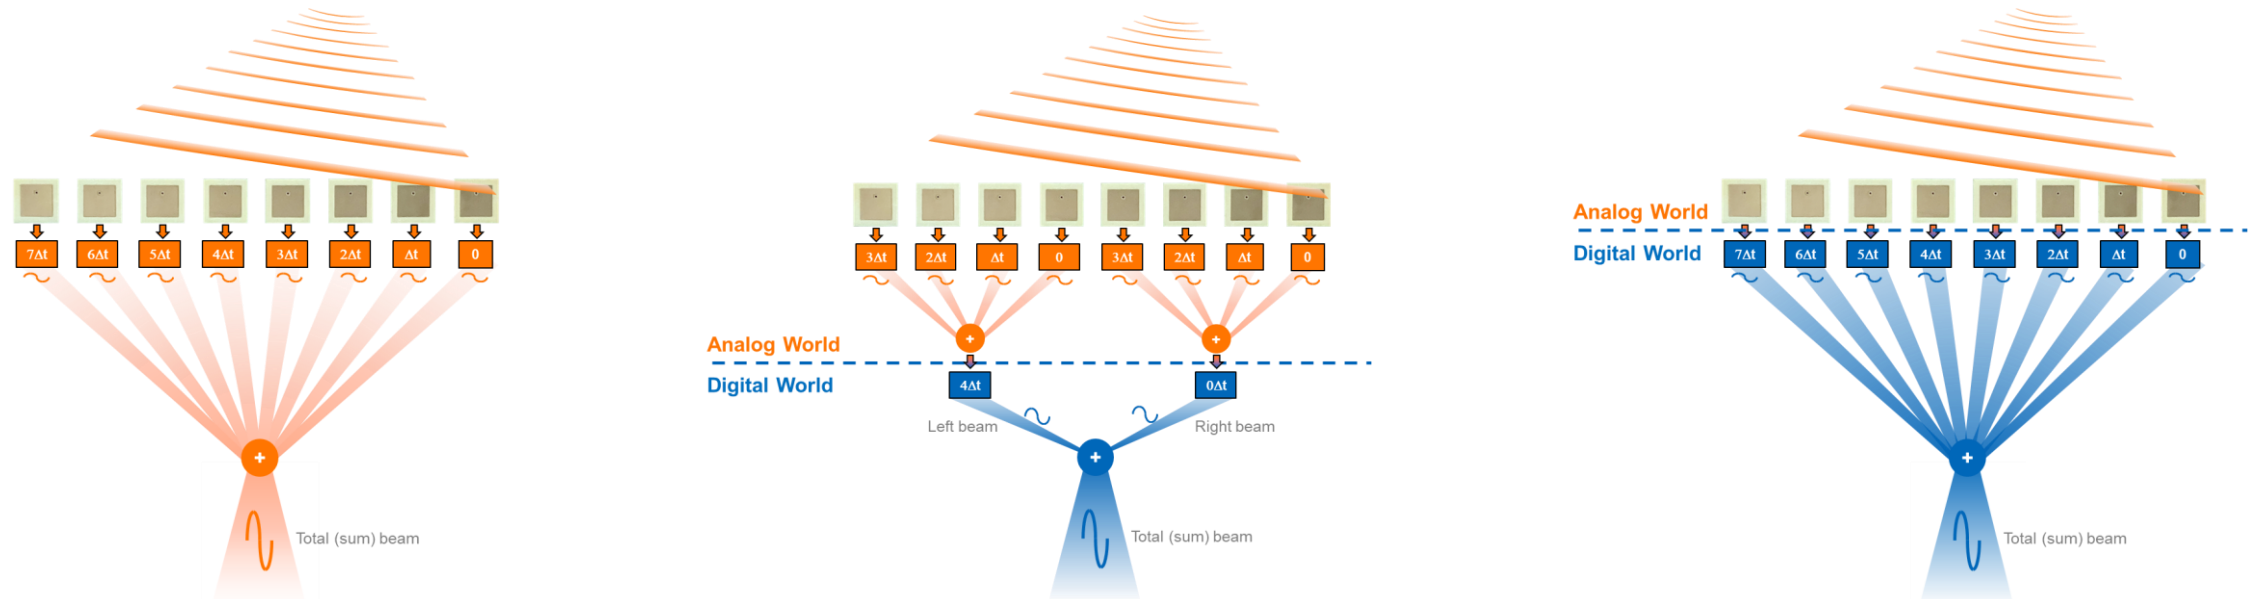 7Δt 6Δt 5Δt 4Δt 3Δt 2Δt Δt 0
+
Total (sum) beam
3Δt 2Δt Δt 0 3Δt 2Δt Δt 0
+ +
Analog World
Digital World
4Δt 0Δt
Left beam Right beam
+
Total (sum) beam
Analog World
Digital World
7Δt 6Δt 5Δt 4Δt 3Δt 2Δt Δt 0
+
Total (sum) beam